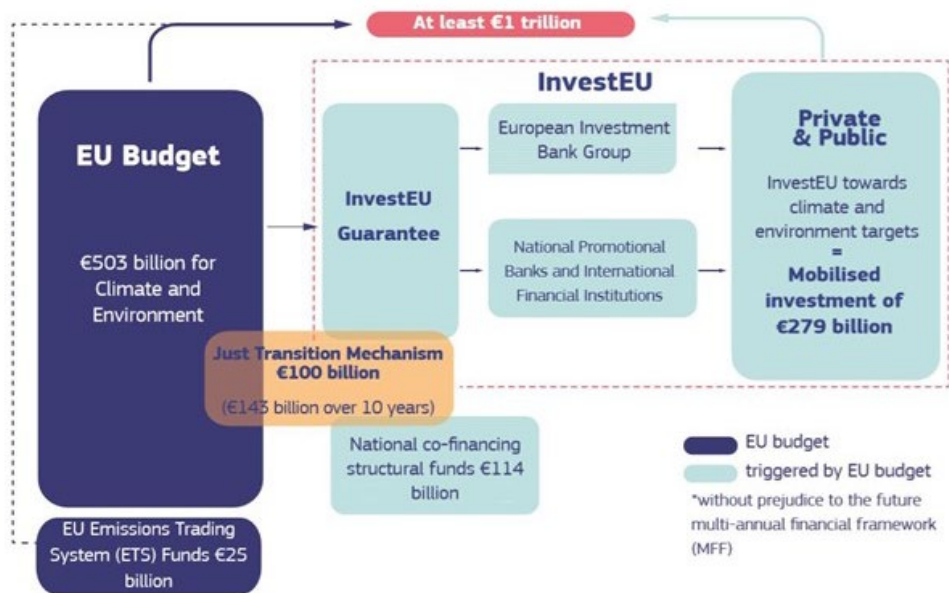 At least €1 trillion
InvestEU
EU Budget
€503 billion for
Climate and
Environment
InvestEU
Guarantee
European Investment
Bank Group
National Promotional
Banks and International
Financial Institutions
Private
& Public
InvestEU towards
climate and
environment targets
=
Mobilised
investment of
€279 billion
Just Transition Mechanism
€100 billion
(€143 billion over 10 years)
National co-financing
structural funds €114
billion
EU Emissions Trading
System (ETS) Funds €25
billion
EU budget
triggered by EU budget
*without prejudice to the future
multi-annual financial framework
(MFF)